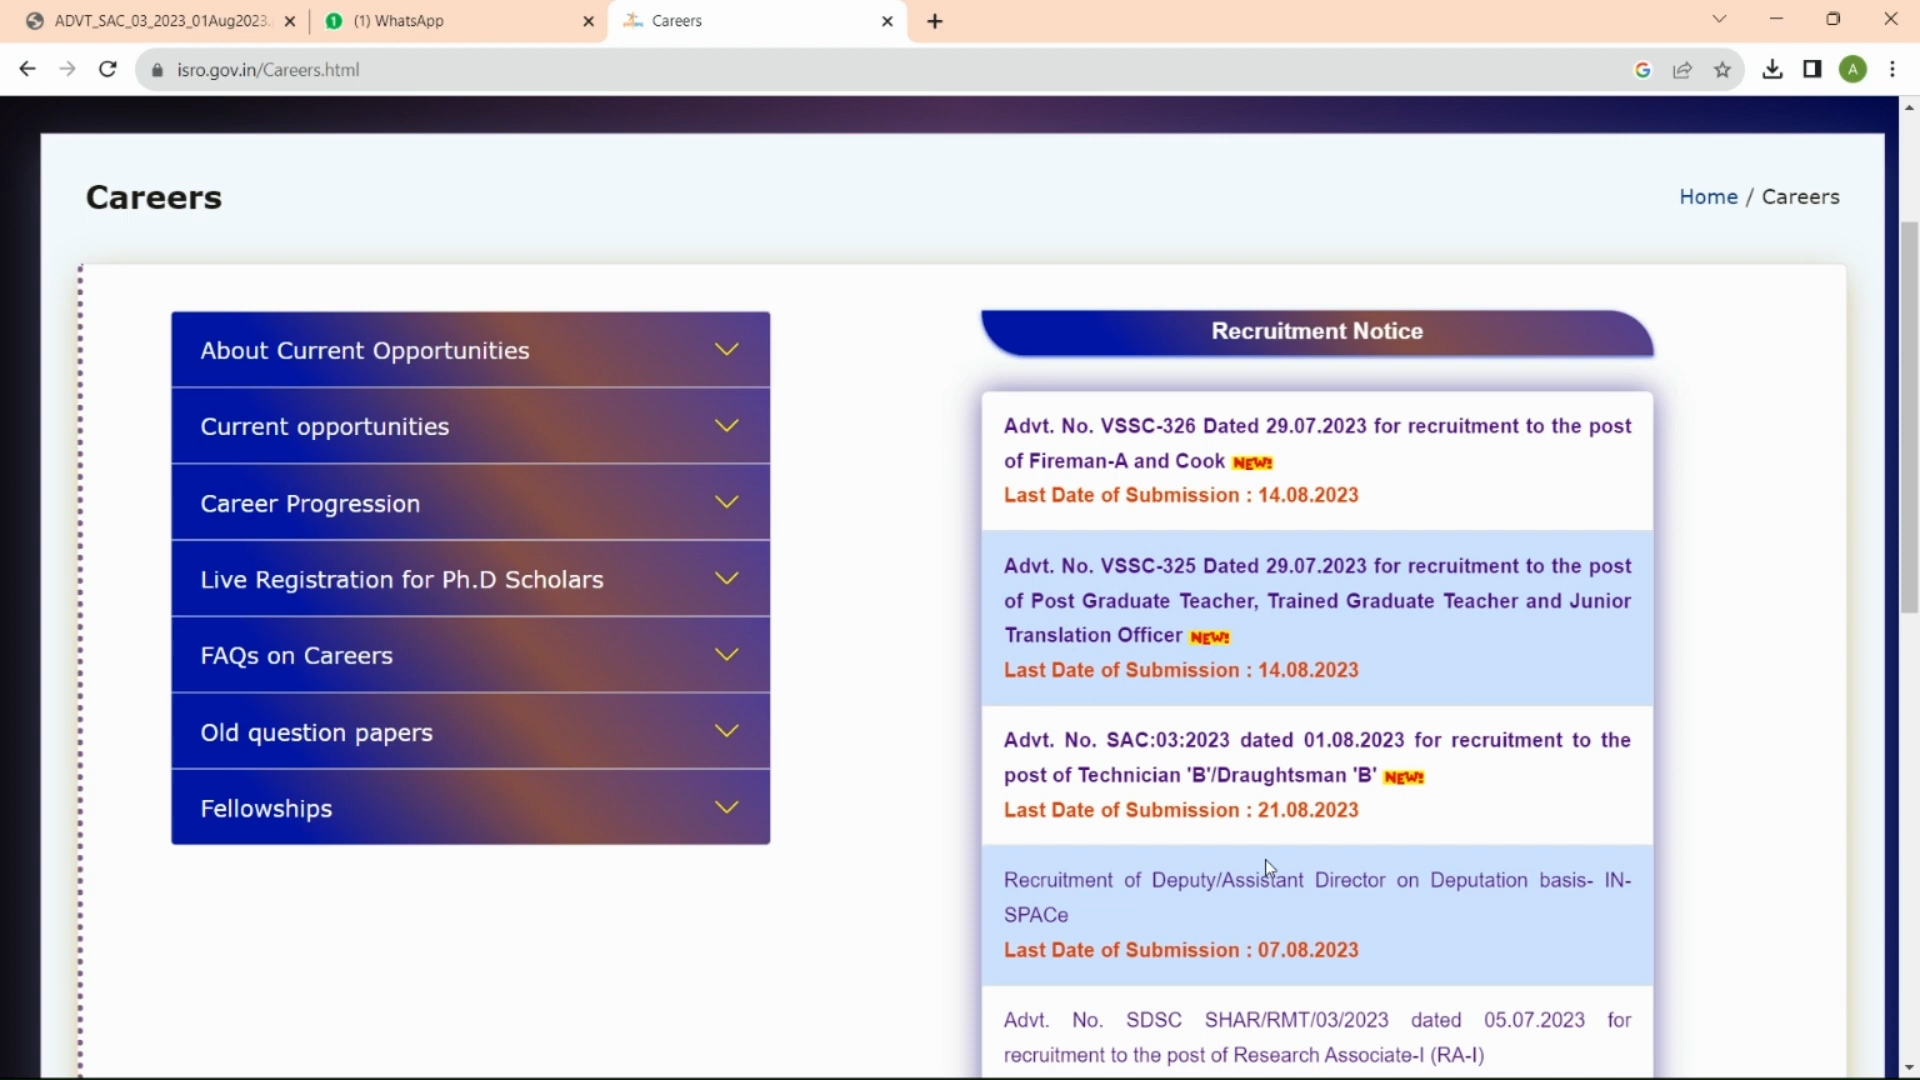 ADVT_SAC_03_2023_01Aug2023.
(1) WhatsApp
Careers
isro.gov.in/Careers.html
A
Careers
Home / Careers
About Current Opportunities
Current opportunities
Career Progression
Live Registration for Ph.D Scholars
FAQs on Careers
Old question papers
Fellowships
Recruitment Notice
Advt. No. VSSC-326 Dated 29.07.2023 for recruitment to the post
of Fireman-A and Cook NEW!
Last Date of Submission : 14.08.2023
Advt. No. VSSC-325 Dated 29.07.2023 for recruitment to the post
of Post Graduate Teacher, Trained Graduate Teacher and Junior
Translation Officer NEW!
Last Date of Submission : 14.08.2023
Advt. No. SAC:03:2023 dated 01.08.2023 for recruitment to the
post of Technician 'B'/Draughtsman 'B' NEW!
Last Date of Submission : 21.08.2023
Recruitment of Deputy/Assistant Director on Deputation basis- IN-
SPACe
Last Date of Submission : 07.08.2023
Advt. No. SDSC SHAR/RMT/03/2023 dated 05.07.2023 for
recruitment to the post of Research Associate-I (RA-I)